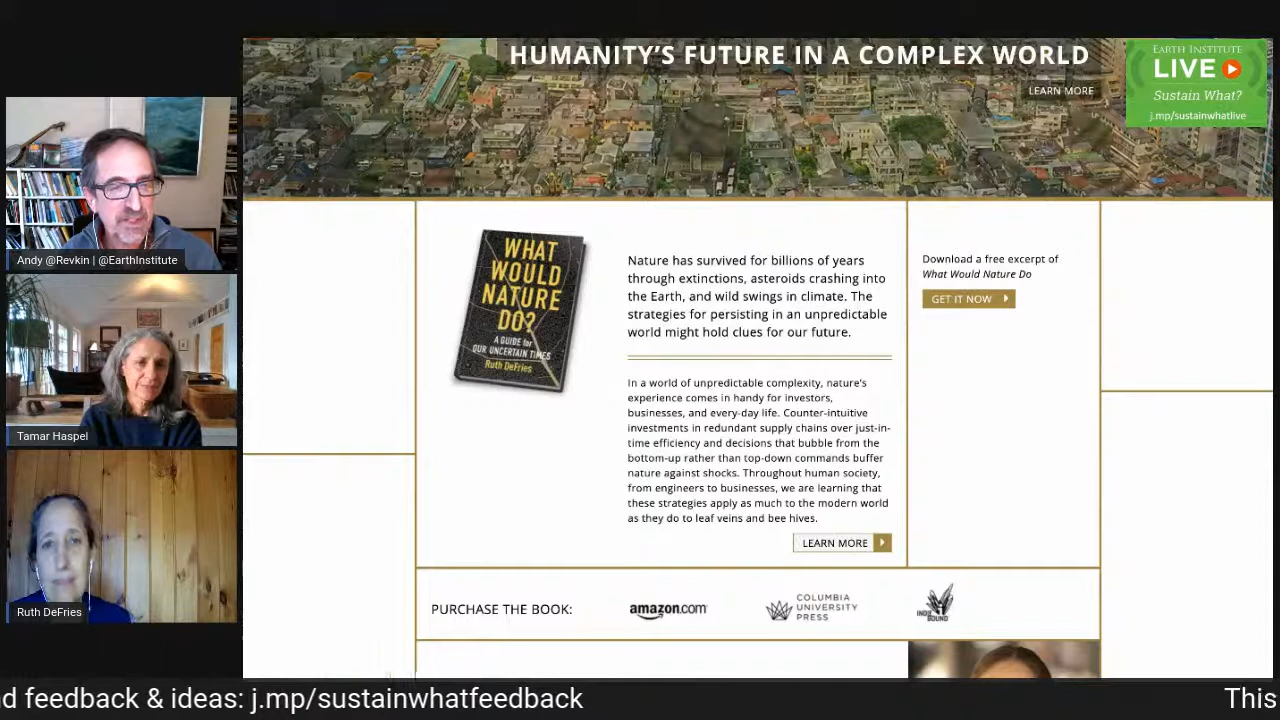 HUMANITY'S FUTURE IN A COMPLEX WORLD
LEARN MORE
EARTH INSTITUTE
LIVE
Sustain What?
j.mp/sustainwhatlive
Andy @Revkin | @EarthInstitute
Tamar Haspel
Ruth DeFries
WHAT
WOULD
NATURE
DO?
A GUIDE for
OUR UNCERTAIN TIMES
Ruth DeFries
Nature has survived for billions of years
through extinctions, asteroids crashing into
the Earth, and wild swings in climate. The
strategies for persisting in an unpredictable
world might hold clues for our future.
In a world of unpredictable complexity, nature's
experience comes in handy for investors,
businesses, and every-day life. Counter-intuitive
investments in redundant supply chains over just-in-
time efficiency and decisions that bubble from the
bottom-up rather than top-down commands buffer
nature against shocks. Throughout human society,
from engineers to businesses, we are learning that
these strategies apply as much to the modern world
as they do to leaf veins and bee hives.
LEARN MORE
Download a free excerpt of
What Would Nature Do
GET IT NOW
PURCHASE THE BOOK:
amazon.com
COLUMBIA
UNIVERSITY
PRESS
INDIE
BOUND
d feedback & ideas: j.mp/sustainwhatfeedback
This